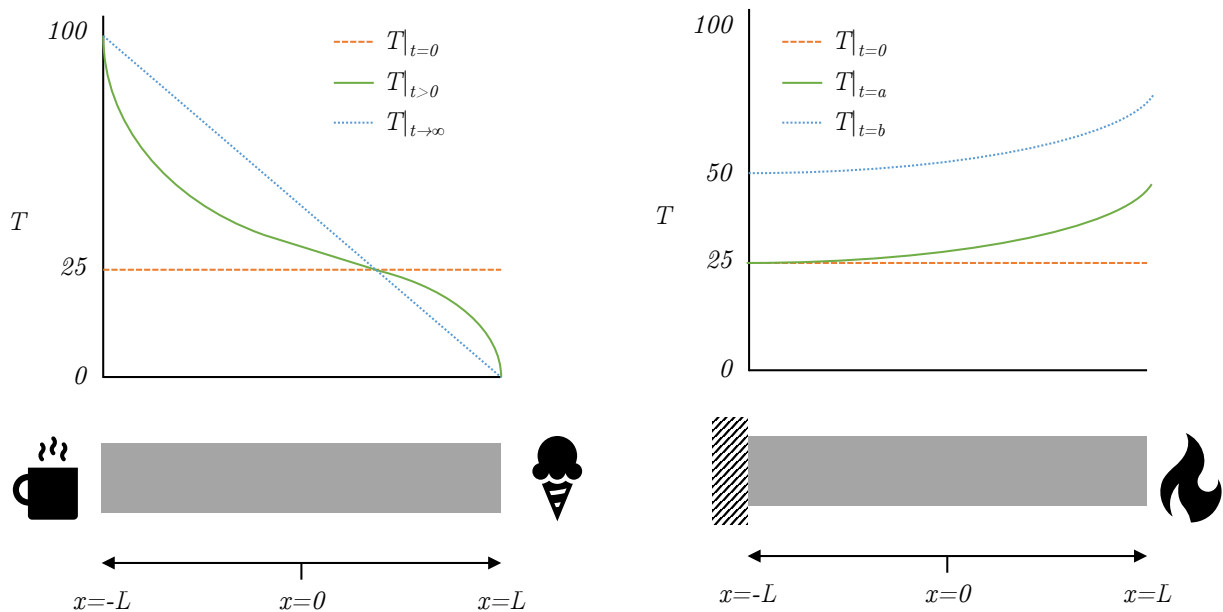 100
T|t=0
T|t>0
T|t→∞
T
25
0
x=-L
x=0
x=L
100
T|t=0
T|t=a
T|t=b
50
T
25
0
x=-L
x=0
x=L